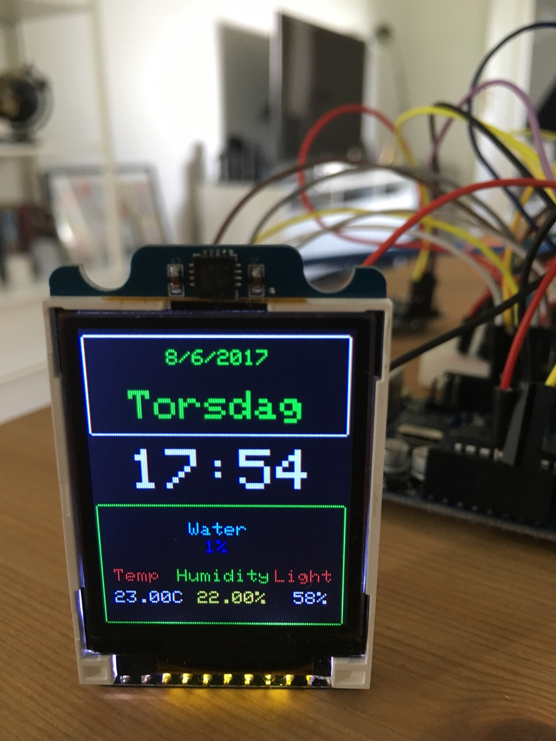 8/6/2017
Torsdag
17:54
Water
1%
Temp Humidity Light
23.00C 22.00% 58%